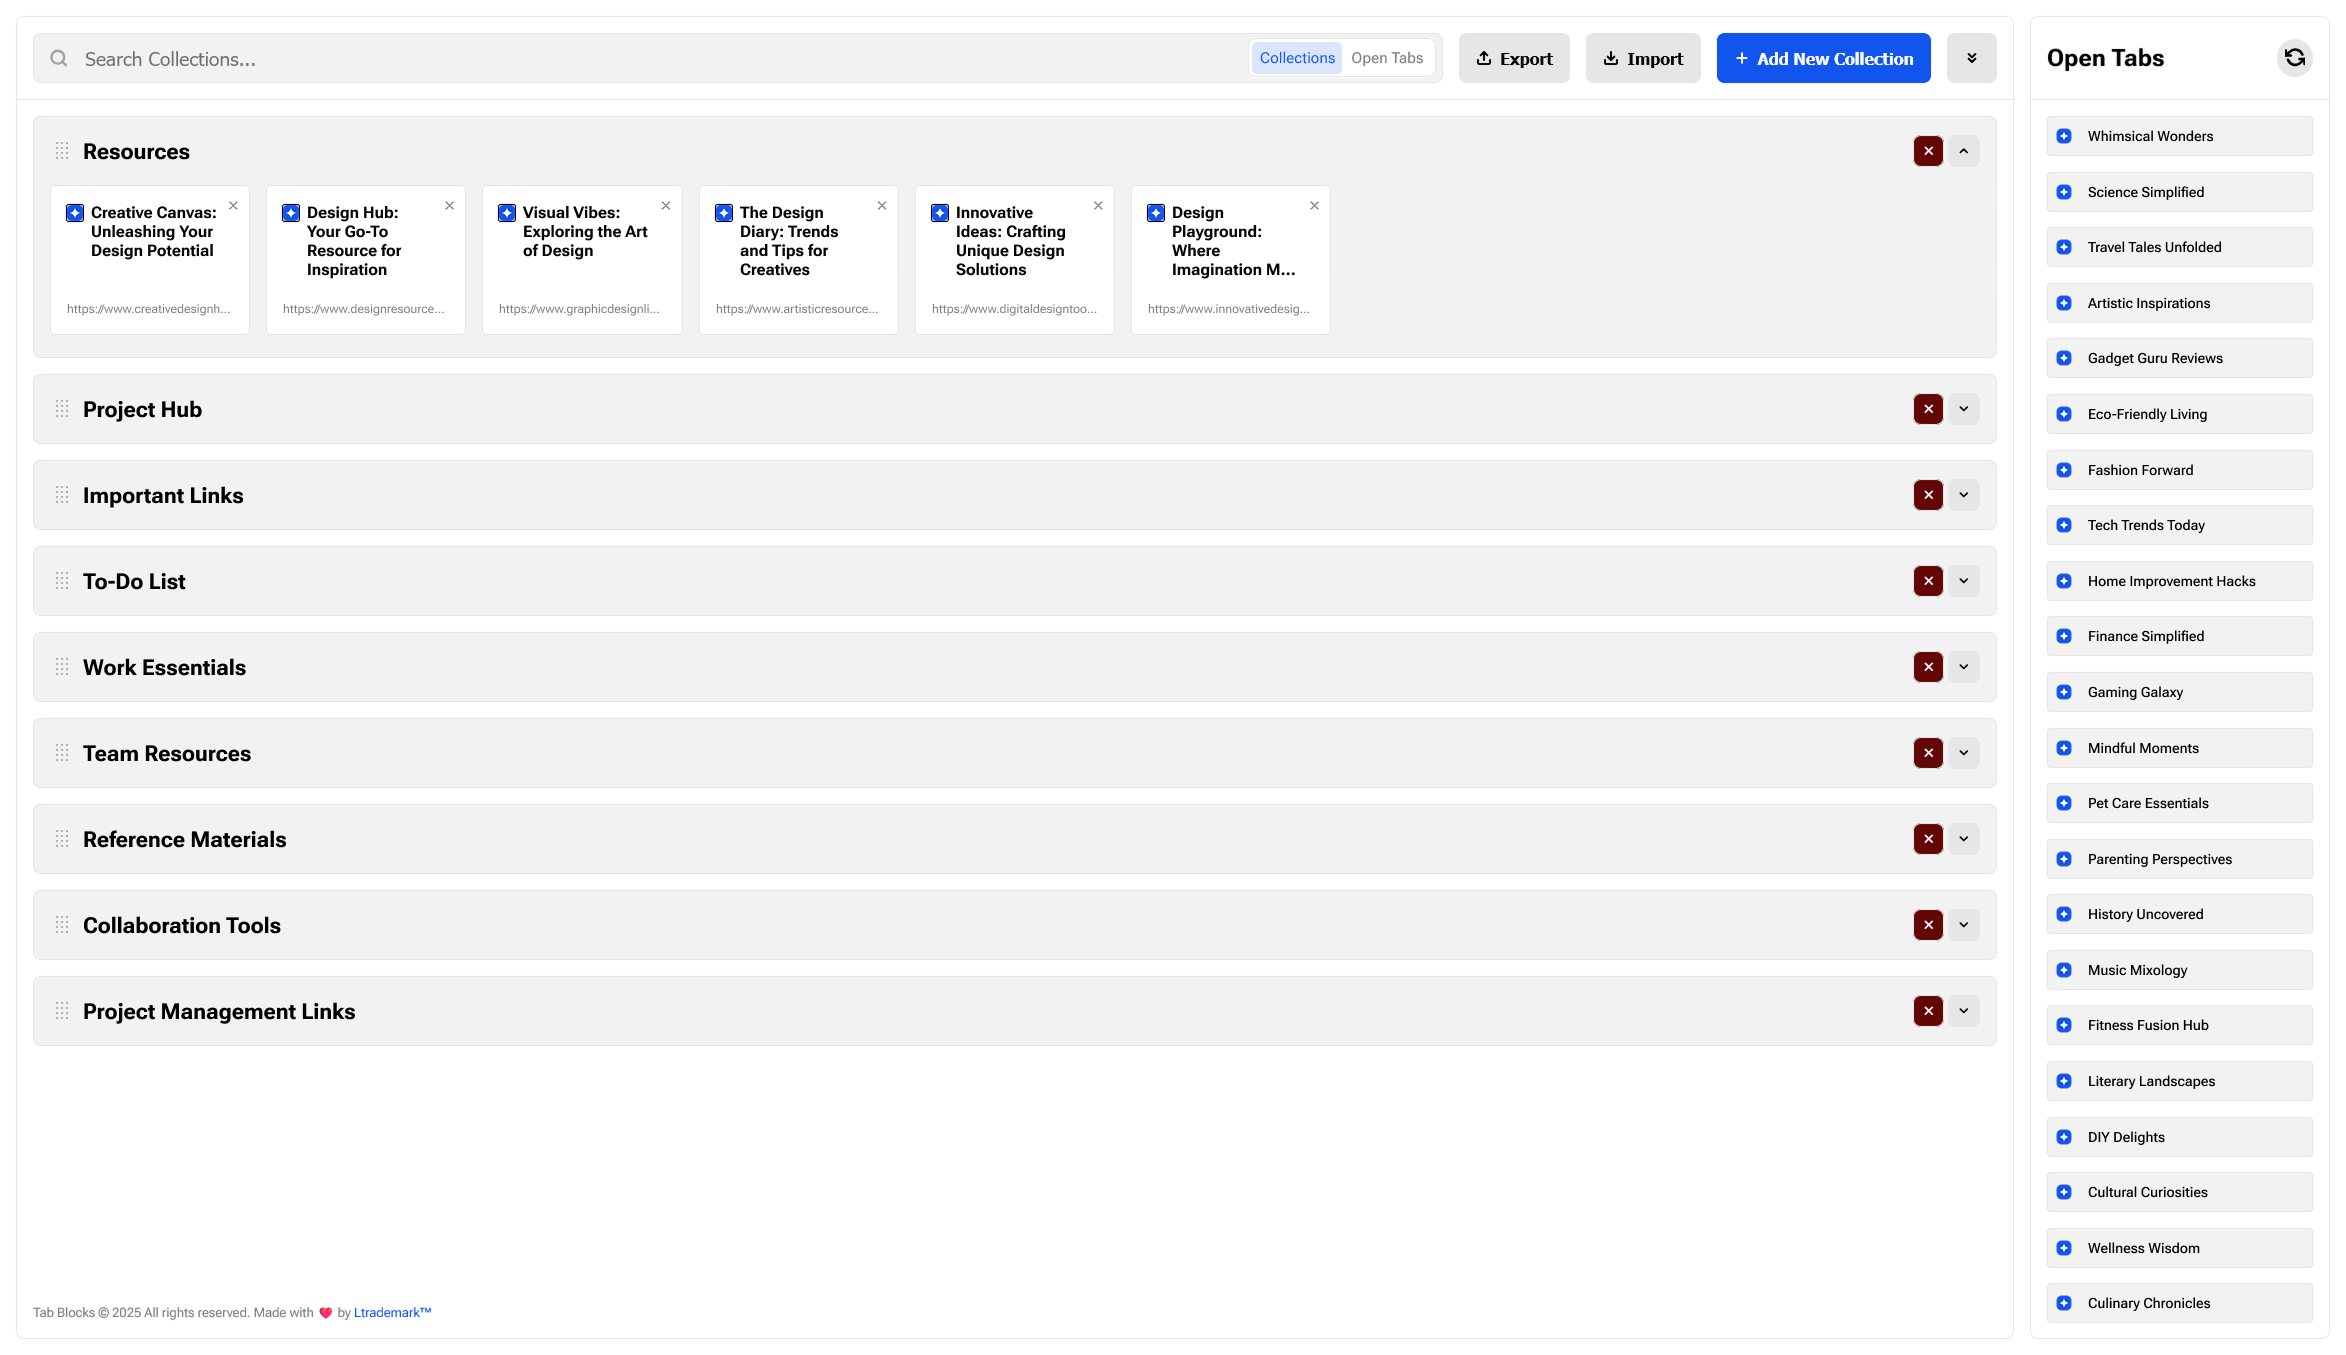 Search Collections...
Collections
Open Tabs
Export
Import
+ Add New Collection
Resources
Creative Canvas:
Unleashing Your
Design Potential
https://www.creativedesignh...
Design Hub:
Your Go-To
Resource for
Inspiration
https://www.designresource...
Visual Vibes:
Exploring the Art
of Design
https://www.graphicdesignli...
The Design
Diary: Trends
and Tips for
Creatives
https://www.artisticresource...
Innovative
Ideas: Crafting
Unique Design
Solutions
https://www.digitaldesigntoo...
Design
Playground:
Where
Imagination M...
https://www.innovativedesig...
Project Hub
Important Links
To-Do List
Work Essentials
Team Resources
Reference Materials
Collaboration Tools
Project Management Links
Tab Blocks © 2025 All rights reserved. Made with ❤ by Ltrademark™
Open Tabs
Whimsical Wonders
Science Simplified
Travel Tales Unfolded
Artistic Inspirations
Gadget Guru Reviews
Eco-Friendly Living
Fashion Forward
Tech Trends Today
Home Improvement Hacks
Finance Simplified
Gaming Galaxy
Mindful Moments
Pet Care Essentials
Parenting Perspectives
History Uncovered
Music Mixology
Fitness Fusion Hub
Literary Landscapes
DIY Delights
Cultural Curiosities
Wellness Wisdom
Culinary Chronicles